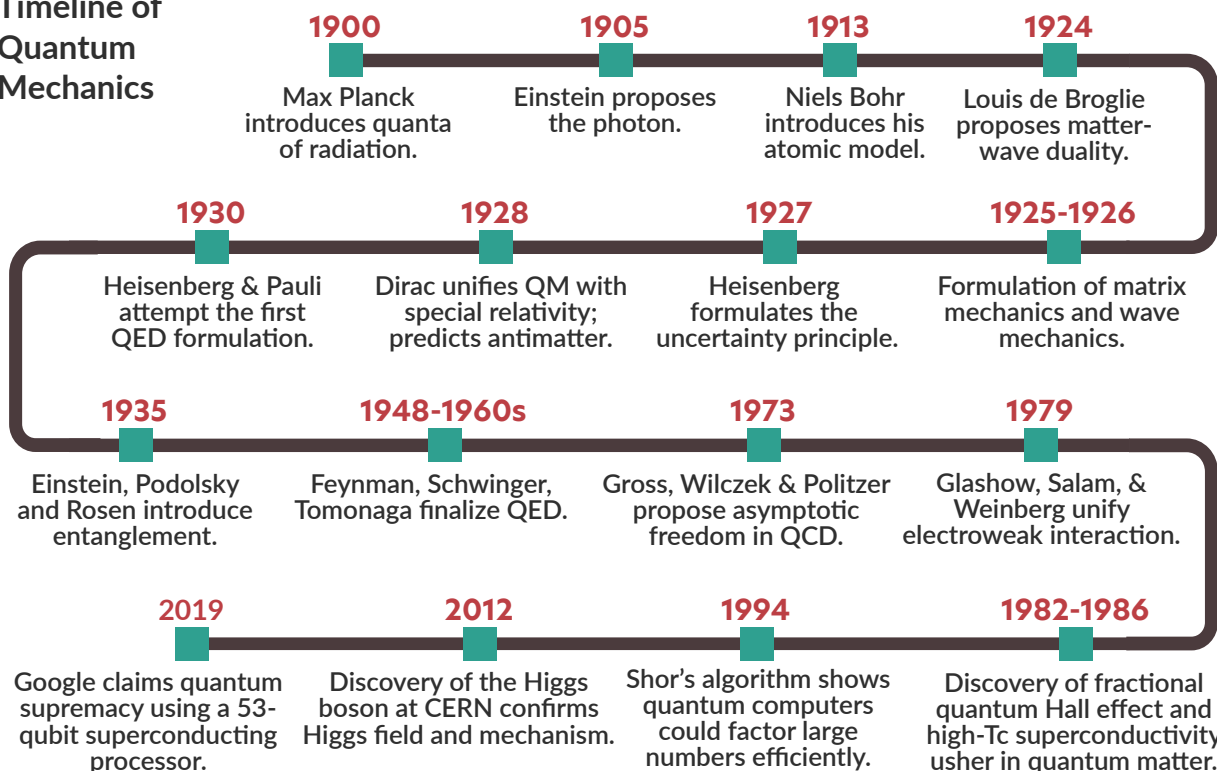 Timeline of
Quantum
Mechanics
1900
Max Planck
introduces quanta
of radiation.
1905
Einstein proposes
the photon.
1913
Niels Bohr
introduces his
atomic model.
1924
Louis de Broglie
proposes matter-
wave duality.
1925-1926
Formulation of matrix
mechanics and wave
mechanics.
1927
Heisenberg
formulates the
uncertainty principle.
1928
Dirac unifies QM with
special relativity;
predicts antimatter.
1930
Heisenberg & Pauli
attempt the first
QED formulation.
1935
Einstein, Podolsky
and Rosen introduce
entanglement.
1948-1960s
Feynman, Schwinger,
Tomonaga finalize QED.
1973
Gross, Wilczek & Politzer
propose asymptotic
freedom in QCD.
1979
Glashow, Salam, &
Weinberg unify
electroweak interaction.
1982-1986
Discovery of fractional
quantum Hall effect and
high-Tc superconductivity
usher in quantum matter.
1994
Shor's algorithm shows
quantum computers
could factor large
numbers efficiently.
2012
Discovery of the Higgs
boson at CERN confirms
Higgs field and mechanism.
2019
Google claims quantum
supremacy using a 53-
qubit superconducting
processor.